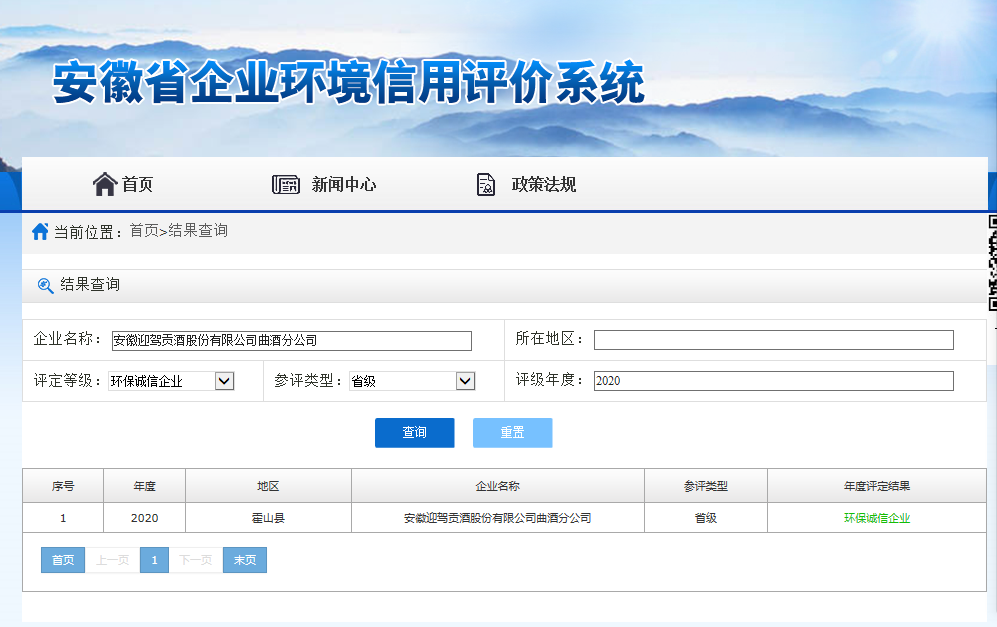 安徽省企业环境信用评价系统
首页 新闻中心 政策法规
当前位置：首页>结果查询
结果查询
企业名称： 安徽迎驾贡酒股份有限公司曲酒分公司 所在地区：
评定等级： 环保诚信企业 参评类型： 省级 评级年度： 2020
查询 重置
序号 年度 地区 企业名称 参评类型 年度评定结果
1 2020 霍山县 安徽迎驾贡酒股份有限公司曲酒分公司 省级 环保诚信企业
首页 上一页 1 下一页 末页